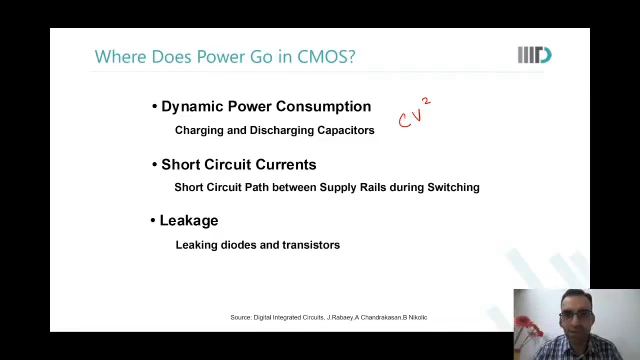 Where Does Power Go in CMOS?
• Dynamic Power Consumption
Charging and Discharging Capacitors
CV²
• Short Circuit Currents
Short Circuit Path between Supply Rails during Switching
• Leakage
Leaking diodes and transistors
Source: Digital Integrated Circuits, J.Rabaey.A Chandrakasan.B Nikolic